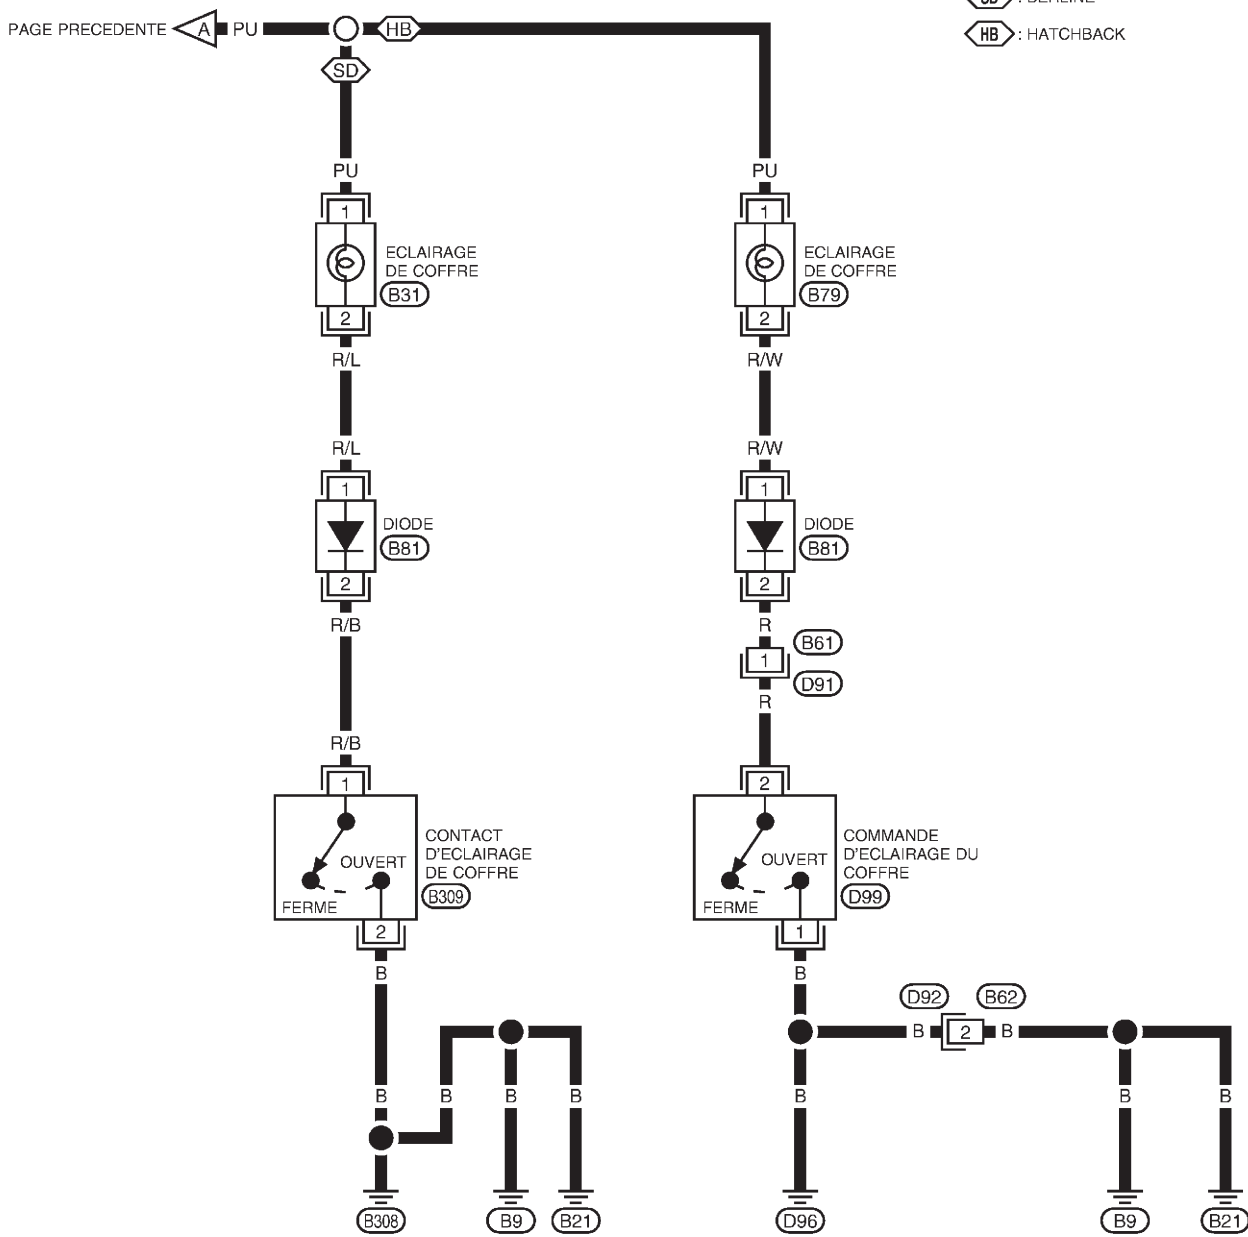 SD : BERLINE
PAGE PRECEDENTE A PU HB
HB : HATCHBACK
SD
PU PU
1 1
ECLAIRAGE
DE COFFRE
B31
ECLAIRAGE
DE COFFRE
B79
2 2
R/L R/W
R/L R/W
1 1
DIODE
B81
DIODE
B81
2 2
R/B R
B61
1
D91
R
R/B
1 2
CONTACT
D'ECLAIRAGE
DE COFFRE
B309
OUVERT
FERME
COMMANDE
D'ECLAIRAGE DU
COFFRE
D99
OUVERT
FERME
2 1
B B
D92 B62
B 2 B
B B B B B B B
B308 B9 B21 D96 B9 B21